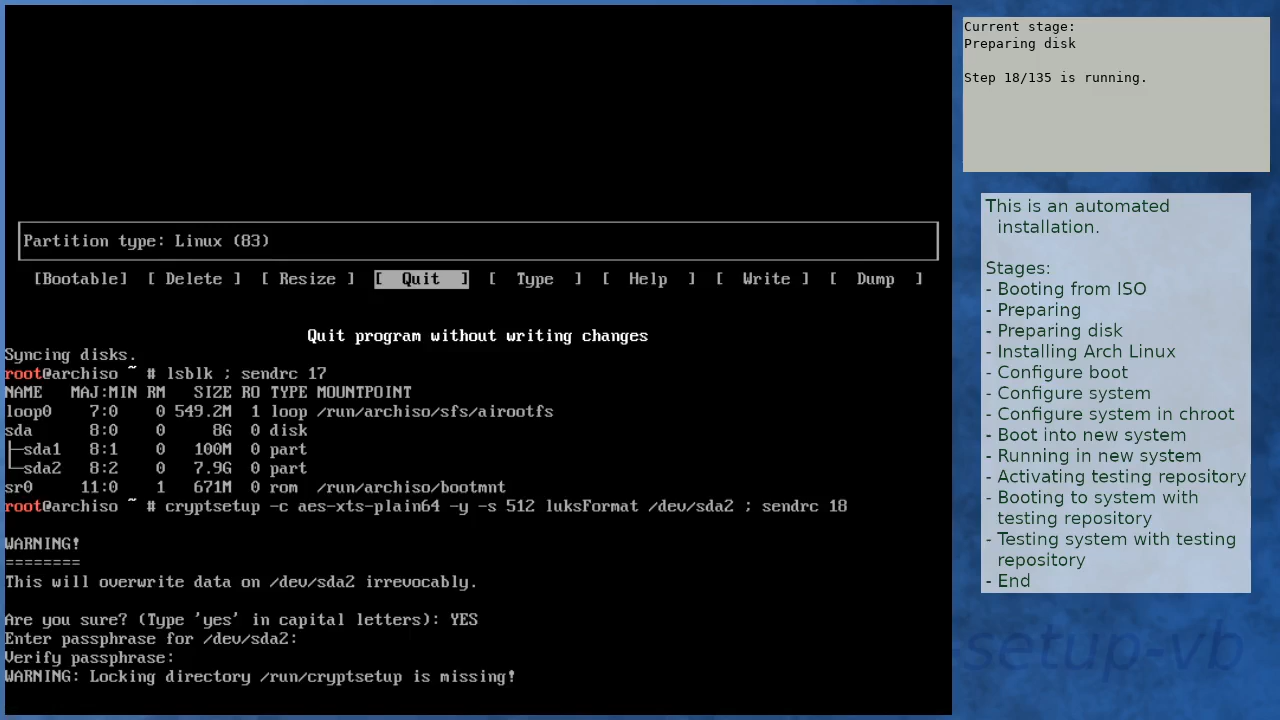 Partition type: Linux (83)
[Bootable] [ Delete ] [ Resize ] [ Quit ] [ Type ] [ Help ] [ Write ] [ Dump ]
Quit program without writing changes
Syncing disks.
root@archiso ~ # lsblk ; sendrc 17
NAME MAJ:MIN RM SIZE RO TYPE MOUNTPOINT
loop0 7:0 0 549.2M 1 loop /run/archiso/sfs/airootfs
sda 8:0 0 8G 0 disk
├─sda1 8:1 0 100M 0 part
└─sda2 8:2 0 7.9G 0 part
sr0 11:0 1 671M 0 rom /run/archiso/bootmnt
root@archiso ~ # cryptsetup -c aes-xts-plain64 -y -s 512 luksFormat /dev/sda2 ; sendrc 18
WARNING!
========
This will overwrite data on /dev/sda2 irrevocably.
Are you sure? (Type 'yes' in capital letters): YES
Enter passphrase for /dev/sda2:
Verify passphrase:
WARNING: Locking directory /run/cryptsetup is missing!
Current stage:
Preparing disk
Step 18/135 is running.
This is an automated
installation.
Stages:
- Booting from ISO
- Preparing
- Preparing disk
- Installing Arch Linux
- Configure boot
- Configure system
- Configure system in chroot
- Boot into new system
- Running in new system
- Activating testing repository
- Booting to system with
testing repository
- Testing system with testing
repository
- End
-setup-vb